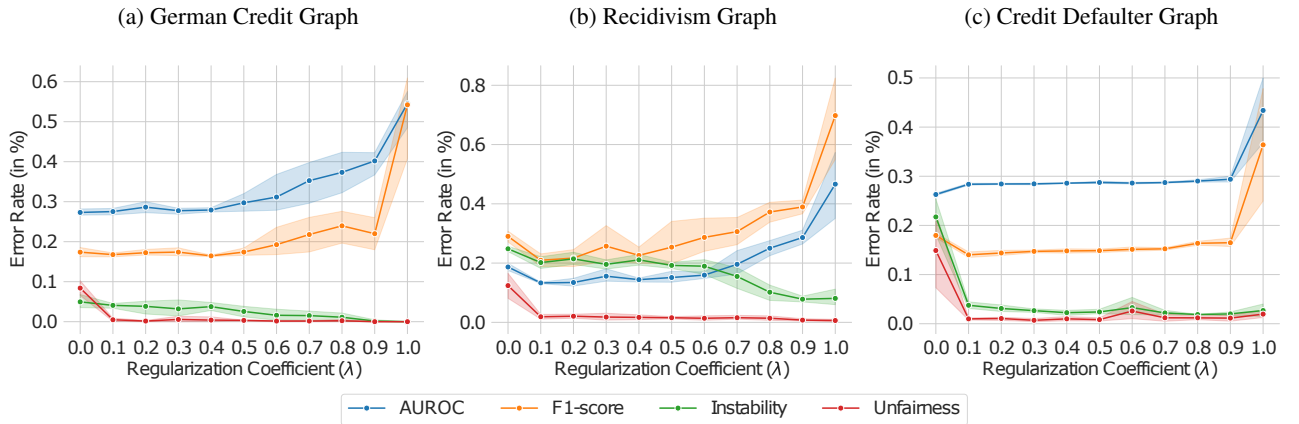 (a) German Credit Graph
(b) Recidivism Graph
(c) Credit Defaulter Graph
Error Rate (in %)
0.6
0.5
0.4
0.3
0.2
0.1
0.0
0.0 0.1 0.2 0.3 0.4 0.5 0.6 0.7 0.8 0.9 1.0
Regularization Coefficient (λ)
Error Rate (in %)
0.8
0.6
0.4
0.2
0.0
0.0 0.1 0.2 0.3 0.4 0.5 0.6 0.7 0.8 0.9 1.0
Regularization Coefficient (λ)
Error Rate (in %)
0.5
0.4
0.3
0.2
0.1
0.0
0.0 0.1 0.2 0.3 0.4 0.5 0.6 0.7 0.8 0.9 1.0
Regularization Coefficient (λ)
AUROC F1-score Instability Unfairness